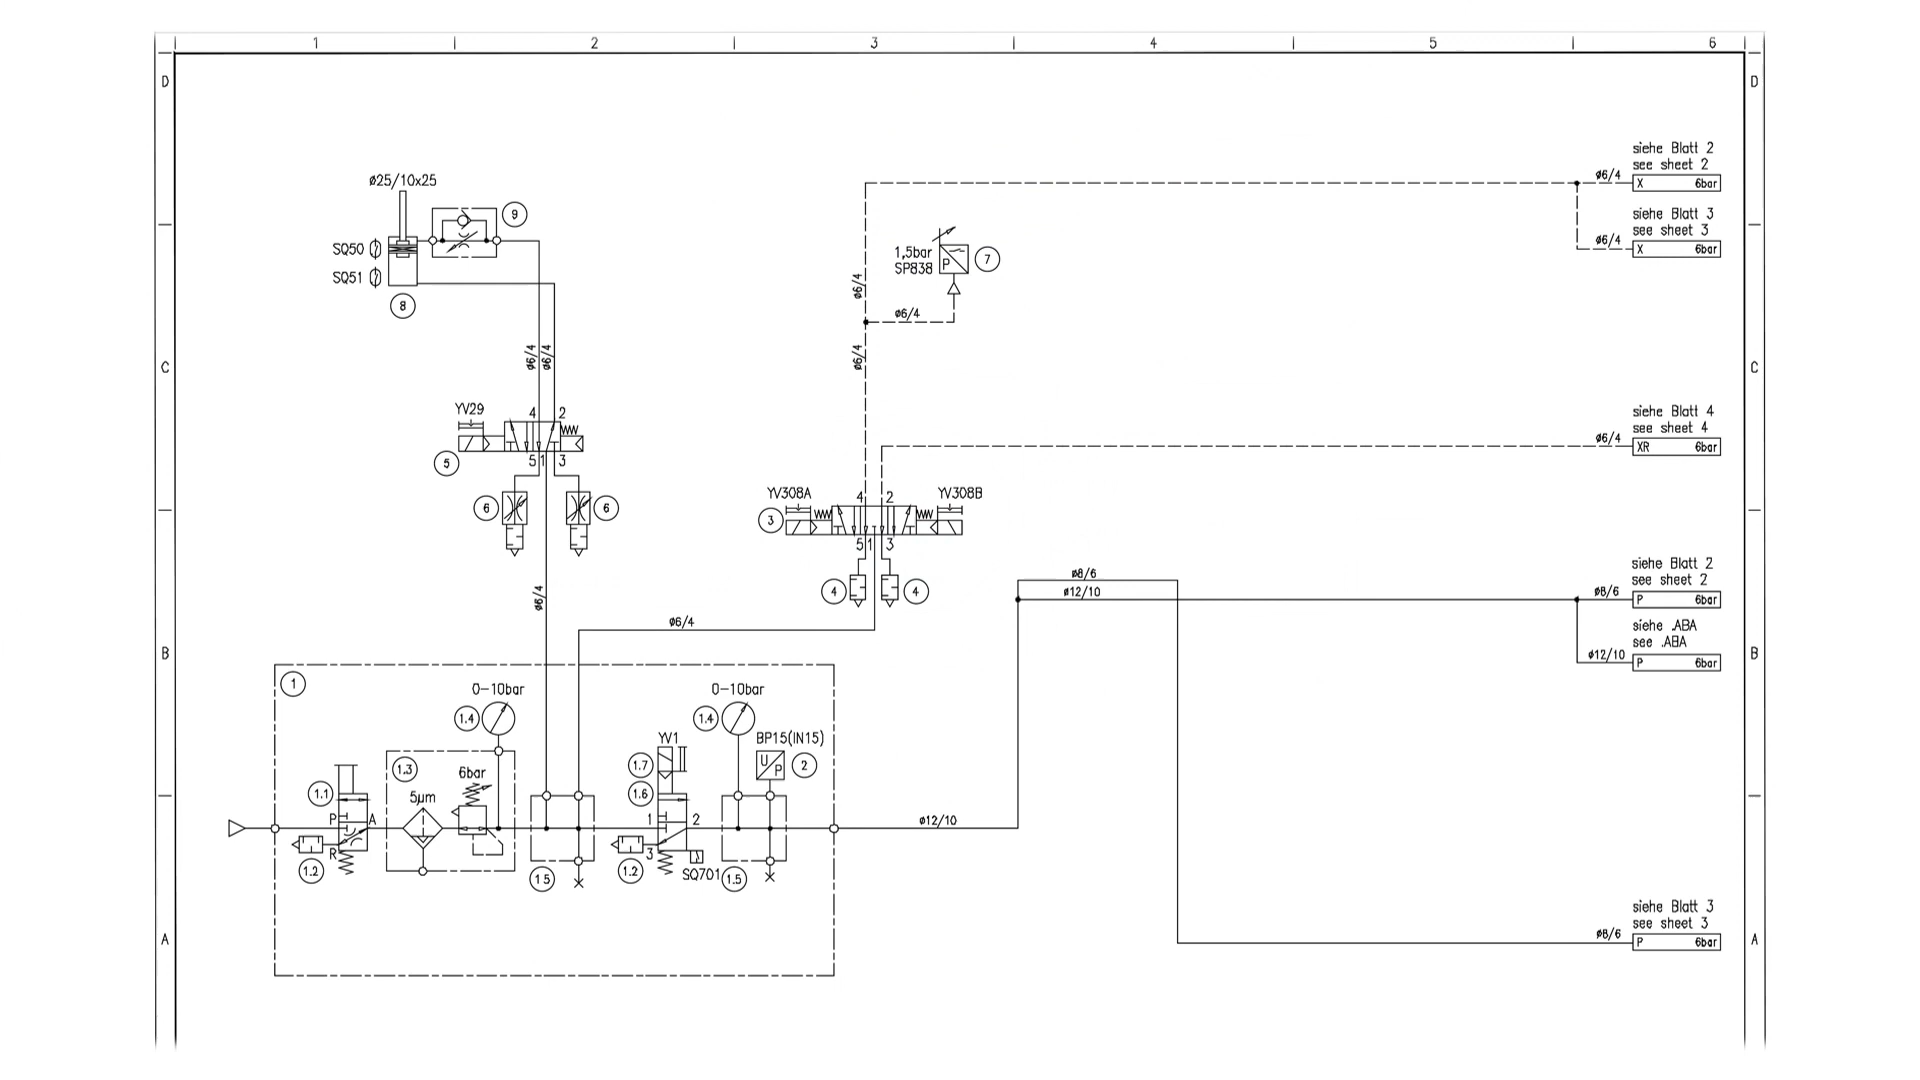 1 2 3 4 5 6
D D
siehe Blatt 2
see sheet 2
ø6/4
X 6bar
siehe Blatt 3
see sheet 3
ø6/4
X 6bar
ø25/10x25
9
SQ50
SQ51
8
1,5bar
SP838
P
7
ø6/4
ø6/4
ø6/4
ø6/4
ø6/4
C C
YV29
4 2
5 1 3
5
6
6
siehe Blatt 4
see sheet 4
ø6/4
XR 6bar
YV308A
YV308B
4 2
3
5 1 3
4
4
ø6/4
ø6/4
ø8/6
ø12/10
siehe Blatt 2
see sheet 2
ø8/6
P 6bar
siehe .ABA
see .ABA
ø12/10
P 6bar
B B
1
0-10bar
1.4
0-10bar
1.4
YV1
BP15(IN15)
1.7
U
P
2
1.3
6bar
1.1
1.6
5µm
P A
R
1.2
1 2
3
1.2
SQ701
1.5
1.5
ø12/10
siehe Blatt 3
see sheet 3
ø8/6
P 6bar
A A